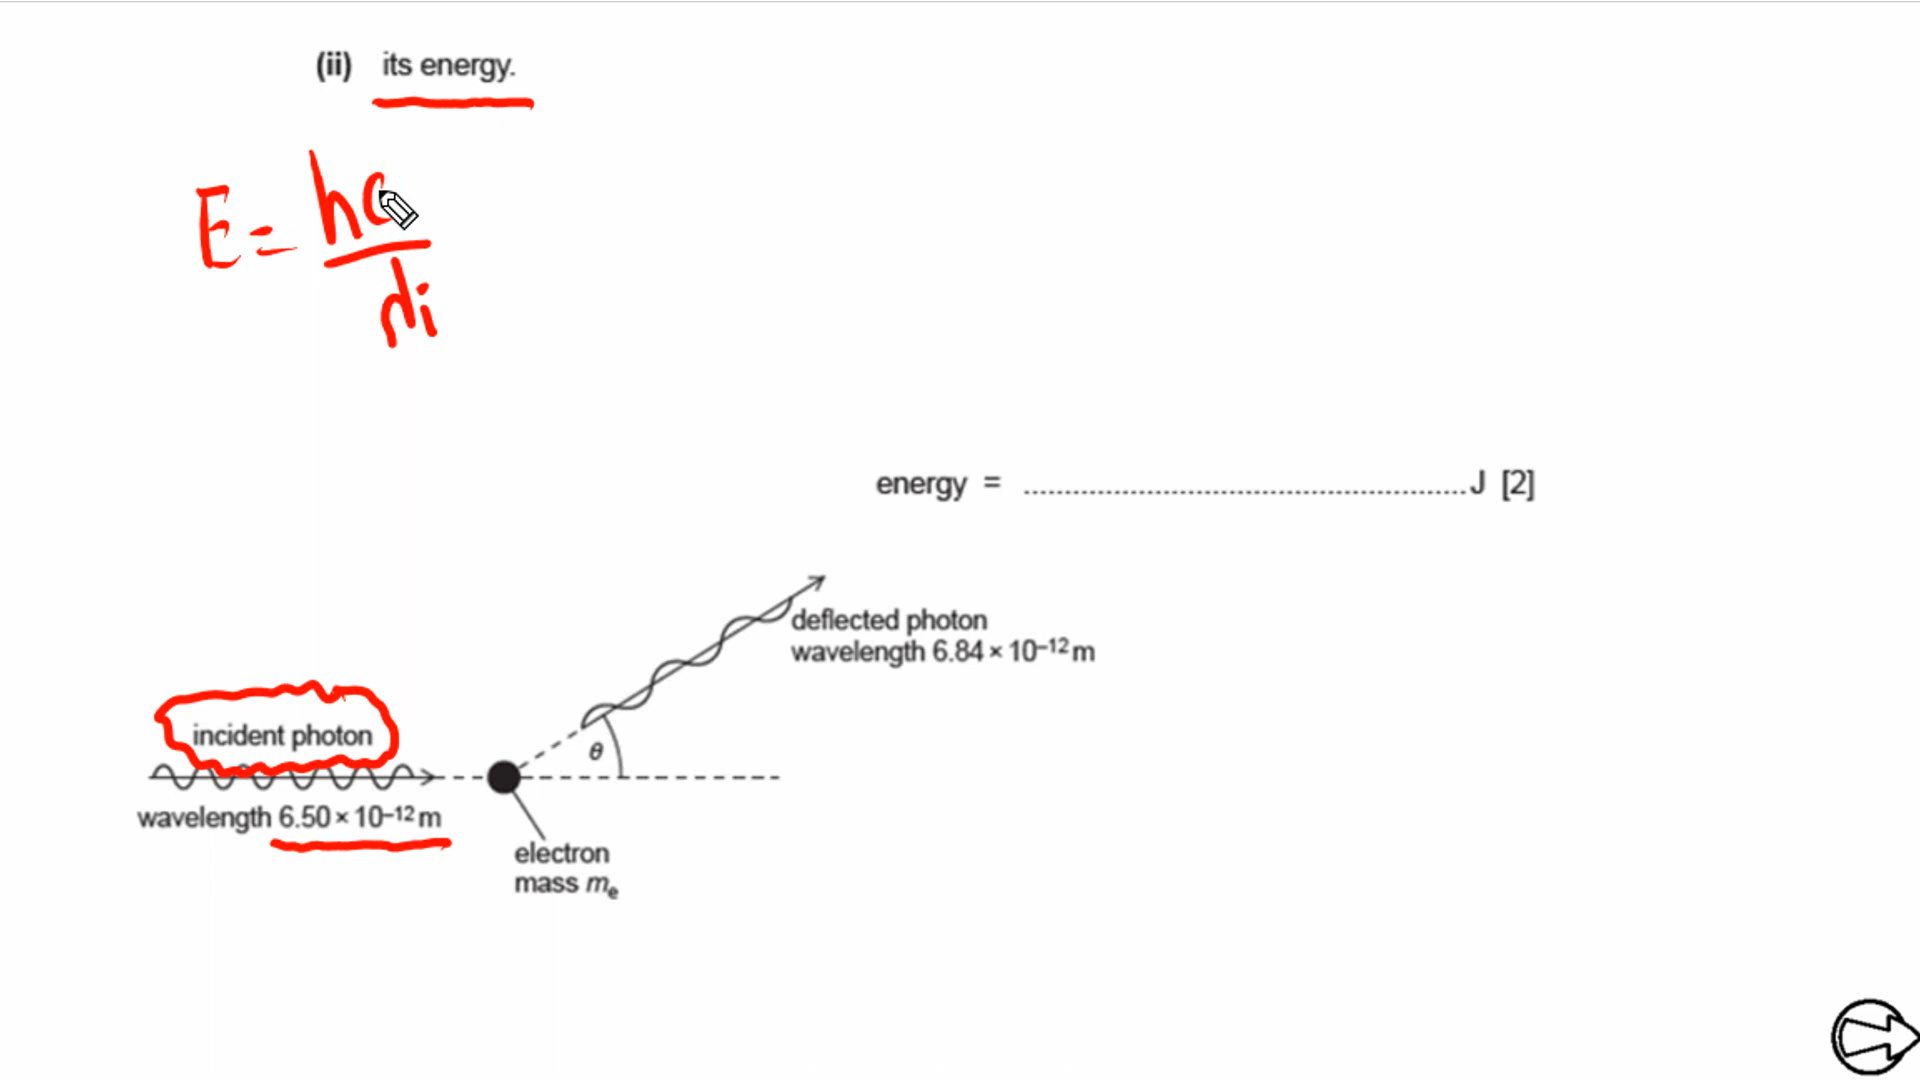 (ii) its energy.
E = hc
λi
energy = ................................................J [2]
deflected photon
wavelength 6.84 × 10⁻¹² m
incident photon
θ
wavelength 6.50 × 10⁻¹² m
electron
mass mₑ